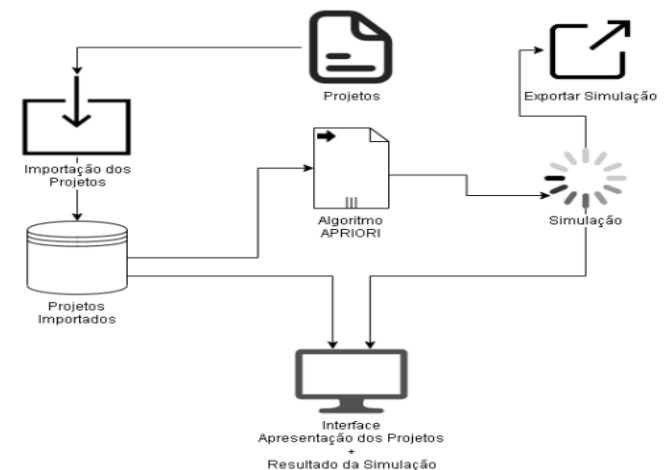 Projetos
Exportar Simulação
Importação dos
Projetos
Algoritmo
APRIORI
Simulação
Projetos
Importados
Interface
Apresentação dos Projetos
+
Resultado da Simulação